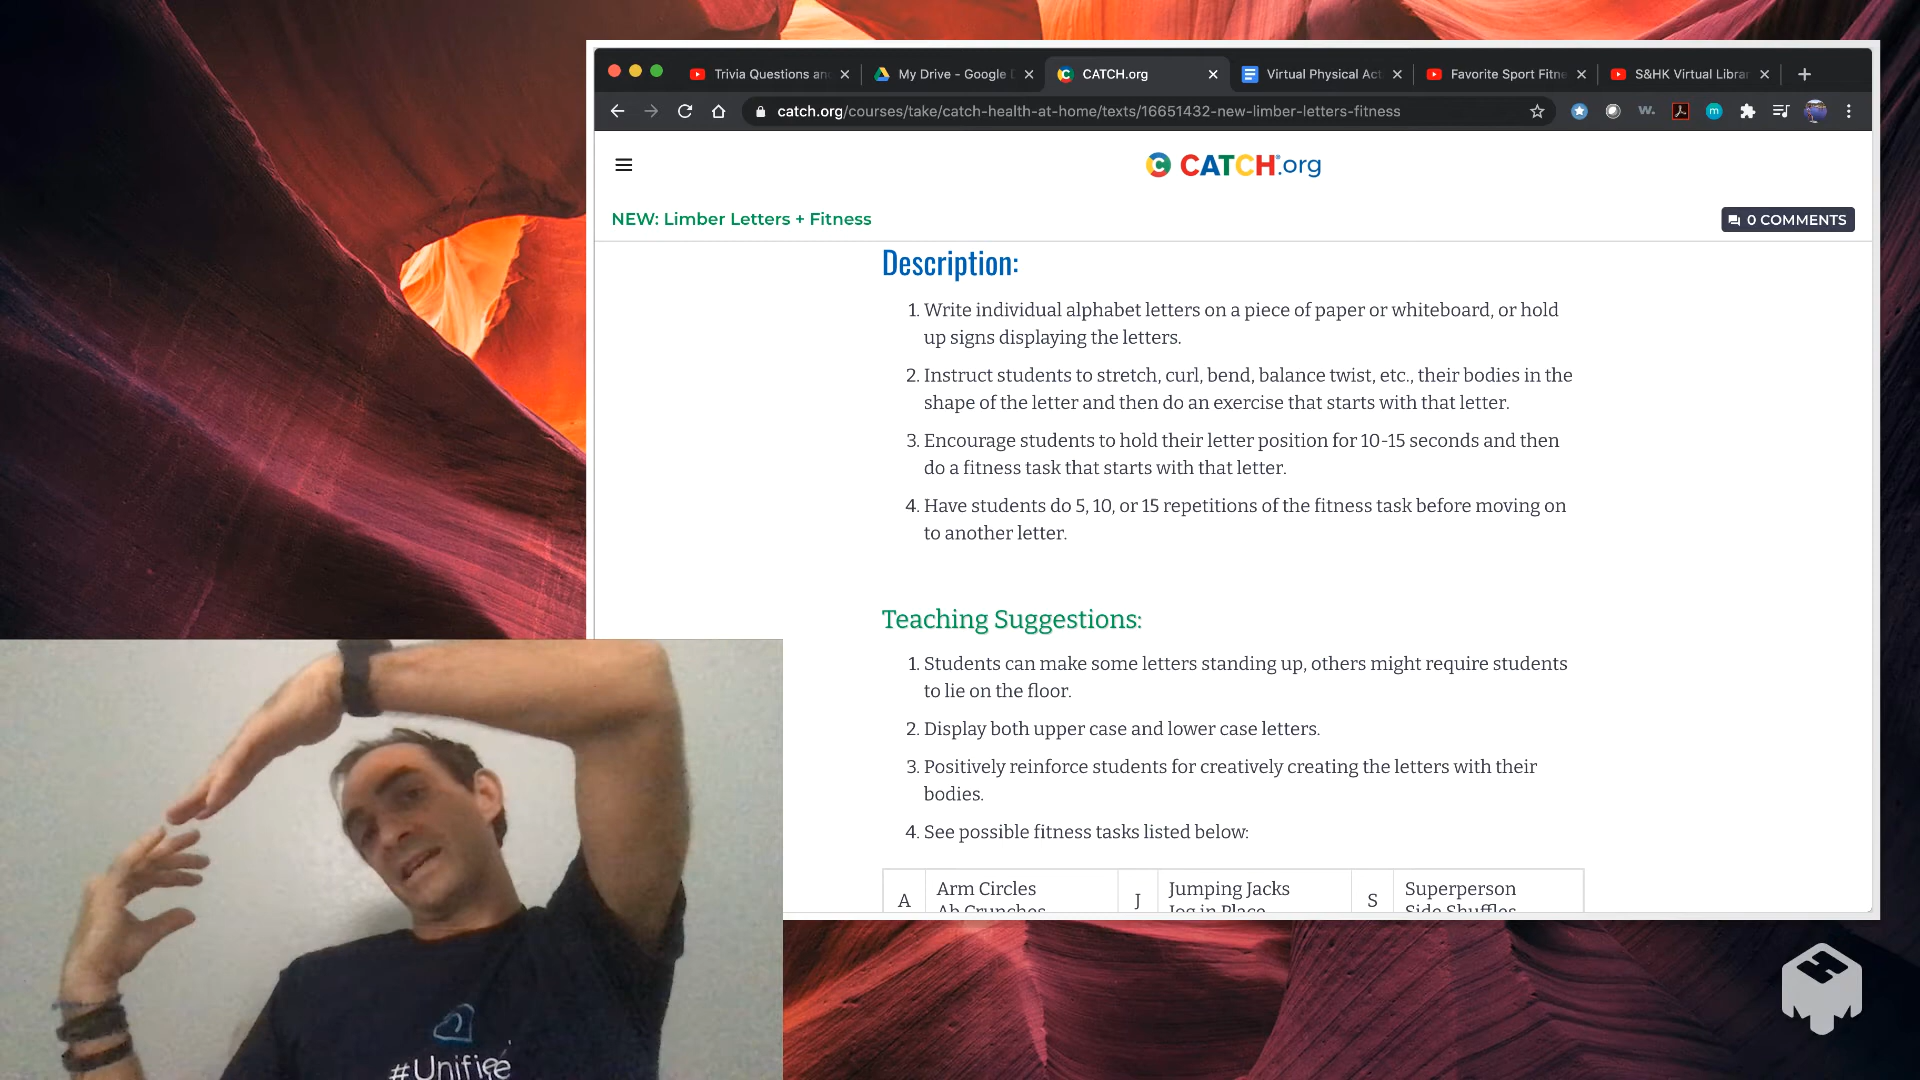 Trivia Questions an
My Drive - Google
CATCH.org
Virtual Physical Act
Favorite Sport Fitne
S&HK Virtual Librar
catch.org/courses/take/catch-health-at-home/texts/16651432-new-limber-letters-fitness
CATCH.org
NEW: Limber Letters + Fitness
0 COMMENTS
Description:
1. Write individual alphabet letters on a piece of paper or whiteboard, or hold
up signs displaying the letters.
2. Instruct students to stretch, curl, bend, balance twist, etc., their bodies in the
shape of the letter and then do an exercise that starts with that letter.
3. Encourage students to hold their letter position for 10-15 seconds and then
do a fitness task that starts with that letter.
4. Have students do 5, 10, or 15 repetitions of the fitness task before moving on
to another letter.
Teaching Suggestions:
1. Students can make some letters standing up, others might require students
to lie on the floor.
2. Display both upper case and lower case letters.
3. Positively reinforce students for creatively creating the letters with their
bodies.
4. See possible fitness tasks listed below:
A Arm Circles J Jumping Jacks S Superperson
Ab Crunches Jog in Place Side Shuffles
#Unified